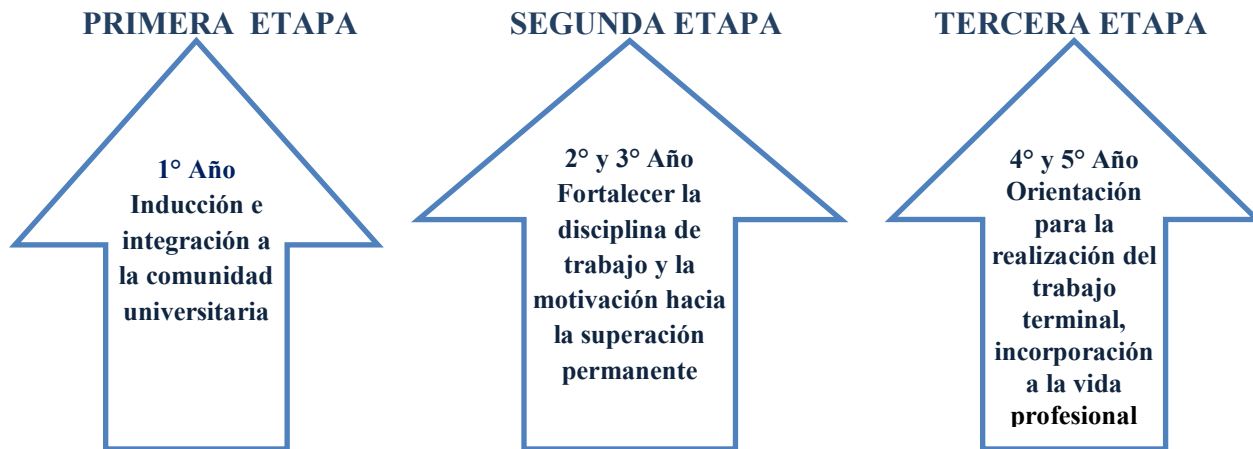 PRIMERA ETAPA
1° Año
Inducción e
integración a
la comunidad
universitaria
SEGUNDA ETAPA
2° y 3° Año
Fortalecer la
disciplina de
trabajo y la
motivación hacia
la superación
permanente
TERCERA ETAPA
4° y 5° Año
Orientación
para la
realización del
trabajo
terminal,
incorporación
a la vida
profesional